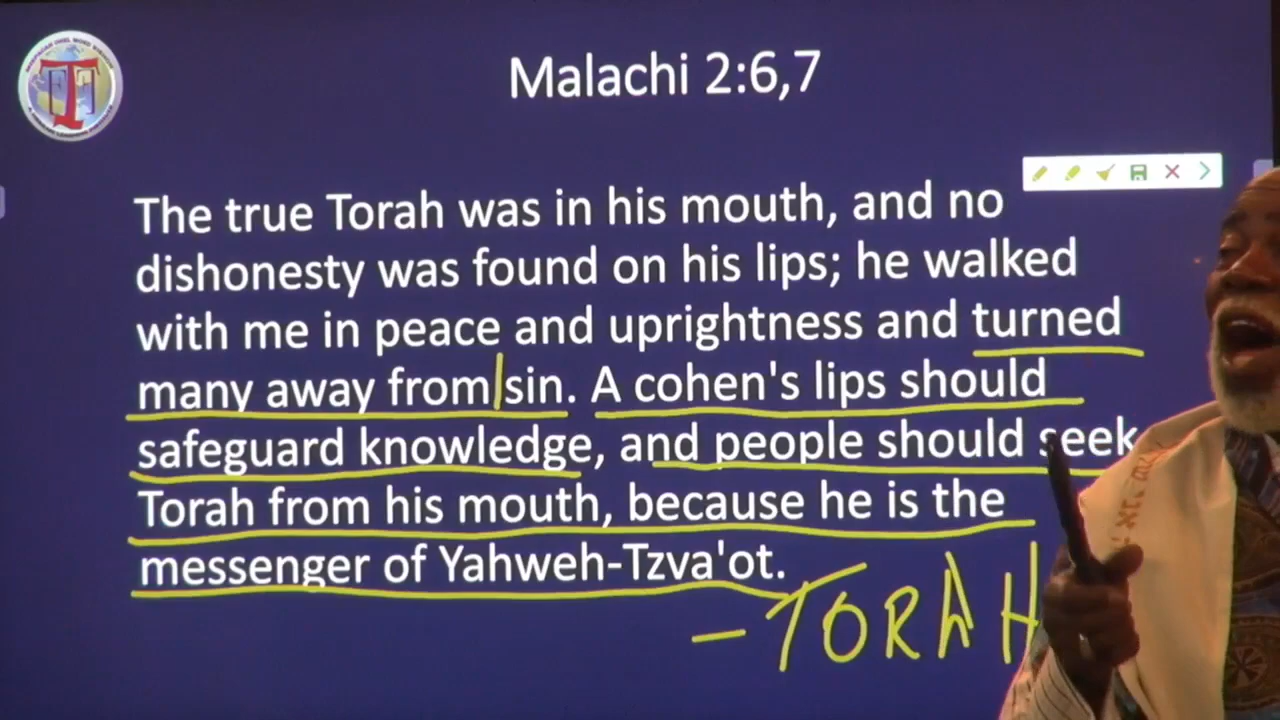 Malachi 2:6,7
The true Torah was in his mouth, and no
dishonesty was found on his lips; he walked
with me in peace and uprightness and turned
many away from sin. A cohen's lips should
safeguard knowledge, and people should seek
Torah from his mouth, because he is the
messenger of Yahweh-Tzva'ot.
- TORAH